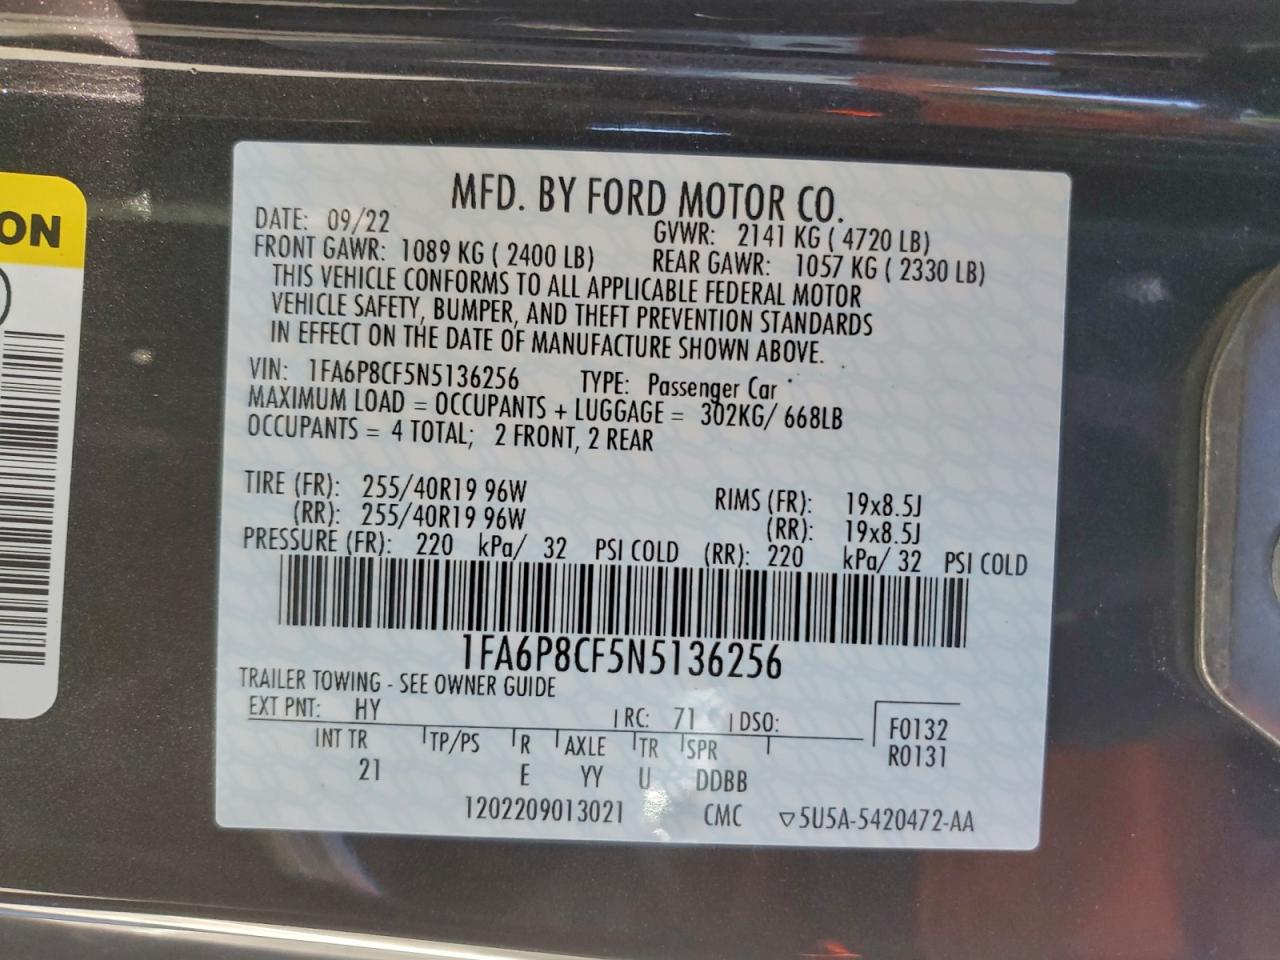 ON
MFD. BY FORD MOTOR CO.
DATE: 09/22 GVWR: 2141 KG ( 4720 LB)
FRONT GAWR: 1089 KG ( 2400 LB) REAR GAWR: 1057 KG ( 2330 LB)
THIS VEHICLE CONFORMS TO ALL APPLICABLE FEDERAL MOTOR
VEHICLE SAFETY, BUMPER, AND THEFT PREVENTION STANDARDS
IN EFFECT ON THE DATE OF MANUFACTURE SHOWN ABOVE.
VIN: 1FA6P8CF5N5136256 TYPE: Passenger Car
MAXIMUM LOAD = OCCUPANTS + LUGGAGE = 302KG/ 668LB
OCCUPANTS = 4 TOTAL; 2 FRONT, 2 REAR
TIRE (FR): 255/40R19 96W RIMS (FR): 19x8.5J
(RR): 255/40R19 96W (RR): 19x8.5J
PRESSURE (FR): 220 kPa/ 32 PSI COLD (RR): 220 kPa/ 32 PSI COLD
1FA6P8CF5N5136256
TRAILER TOWING - SEE OWNER GUIDE
EXT PNT: HY RC: 71 DSO: F0132
INT TR TP/PS R AXLE TR SPR R0131
21 E YY U DDBB
1202209013021 CMC ▽5U5A-5420472-AA